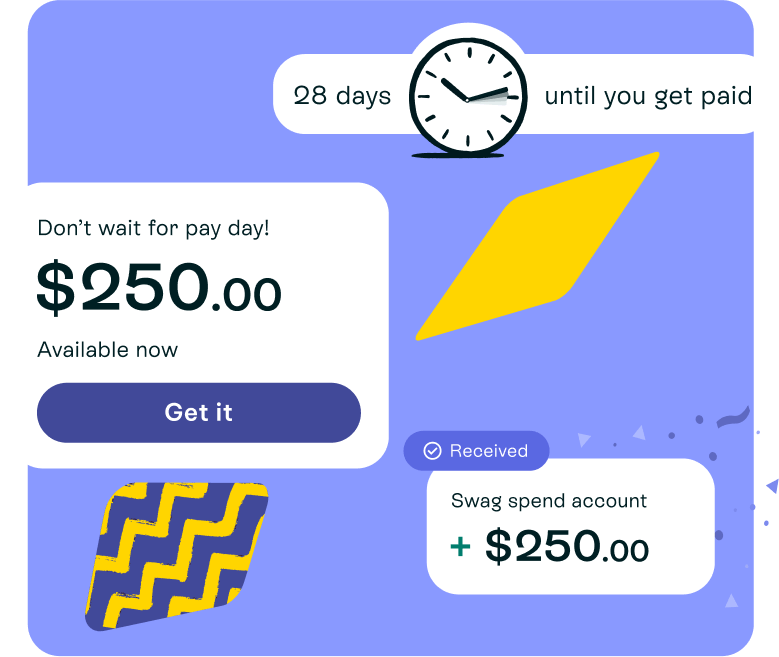 28 days until you get paid
Don't wait for pay day!
$250.00
Available now
Get it
Received
Swag spend account
+ $250.00